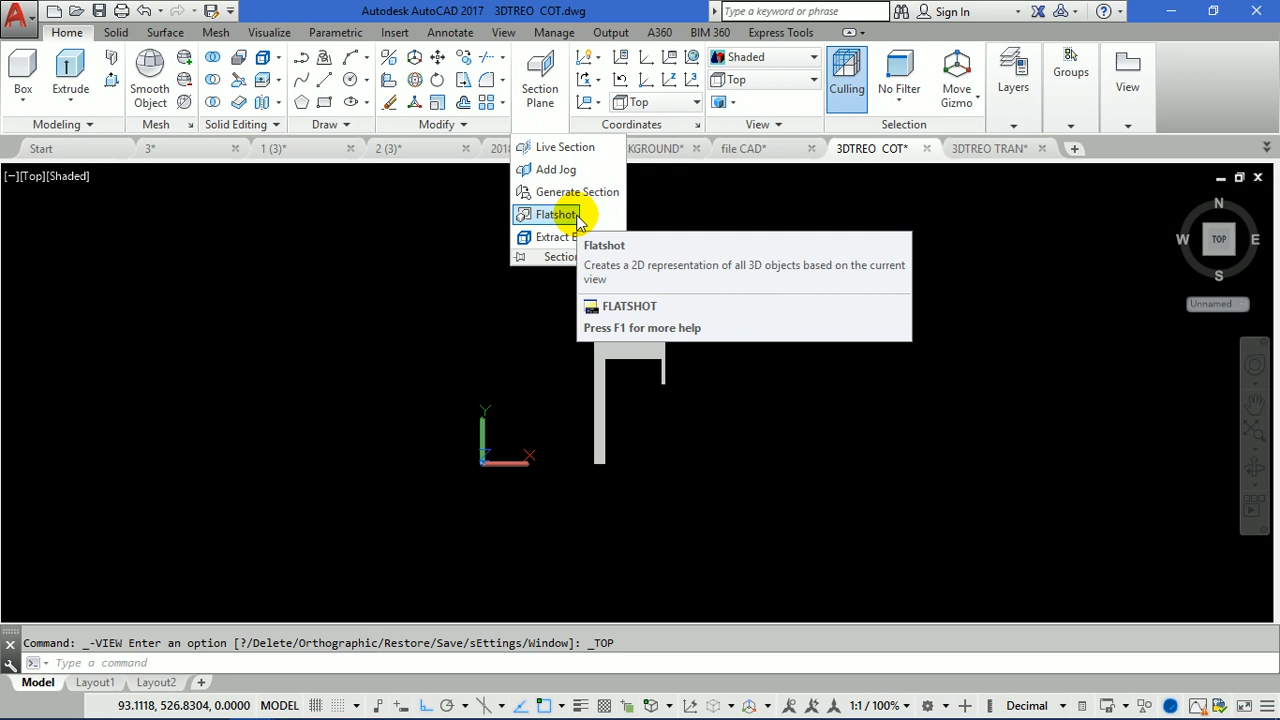 Autodesk AutoCAD 2017 3DTREO COT.dwg
Type a keyword or phrase
Sign In
Home Solid Surface Mesh Visualize Parametric Insert Annotate View Manage Output A360 BIM 360 Express Tools
Box
Extrude
Smooth
Object
Section
Plane
Shaded
Top
Top
Culling
No Filter
Move
Gizmo
Layers
Groups
View
Modeling
Mesh
Solid Editing
Draw
Modify
Coordinates
View
Selection
Start
3*
1 (3)*
2 (3)*
file CAD*
3DTREO COT*
3DTREO TRAN*
[−][Top][Shaded]
Live Section
Add Jog
Generate Section
Flatshot
Flatshot
Creates a 2D representation of all 3D objects based on the current
view
FLATSHOT
Press F1 for more help
N
W TOP E
S
Unnamed
Y
X
Command: _-VIEW Enter an option [?/Delete/Orthographic/Restore/Save/sEttings/Window]: _TOP
Type a command
Model Layout1 Layout2
93.1118, 526.8304, 0.0000 MODEL 1:1 / 100% Decimal